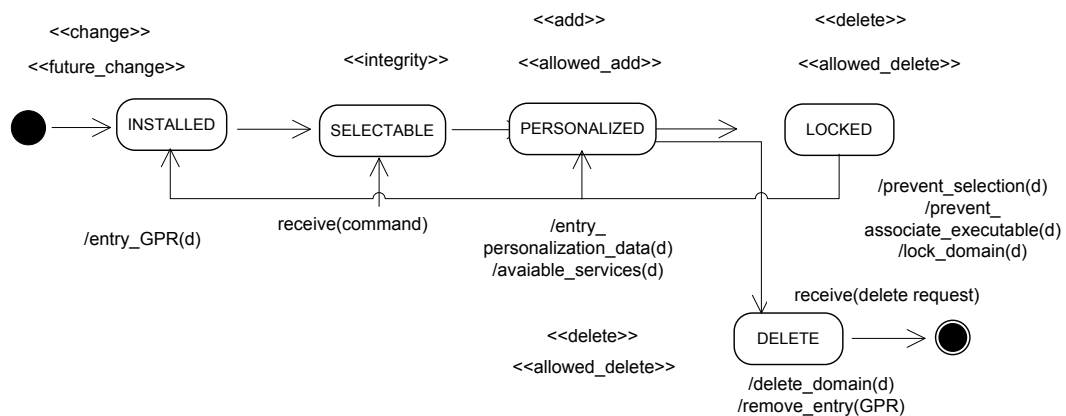 <<change>>
<<future_change>>
<<integrity>>
<<add>>
<<allowed_add>>
<<delete>>
<<allowed_delete>>
INSTALLED
SELECTABLE
PERSONALIZED
LOCKED
/entry_GPR(d)
receive(command)
/entry_
personalization_data(d)
/avaiable_services(d)
/prevent_selection(d)
/prevent_
associate_executable(d)
/lock_domain(d)
receive(delete request)
<<delete>>
<<allowed_delete>>
DELETE
/delete_domain(d)
/remove_entry(GPR)